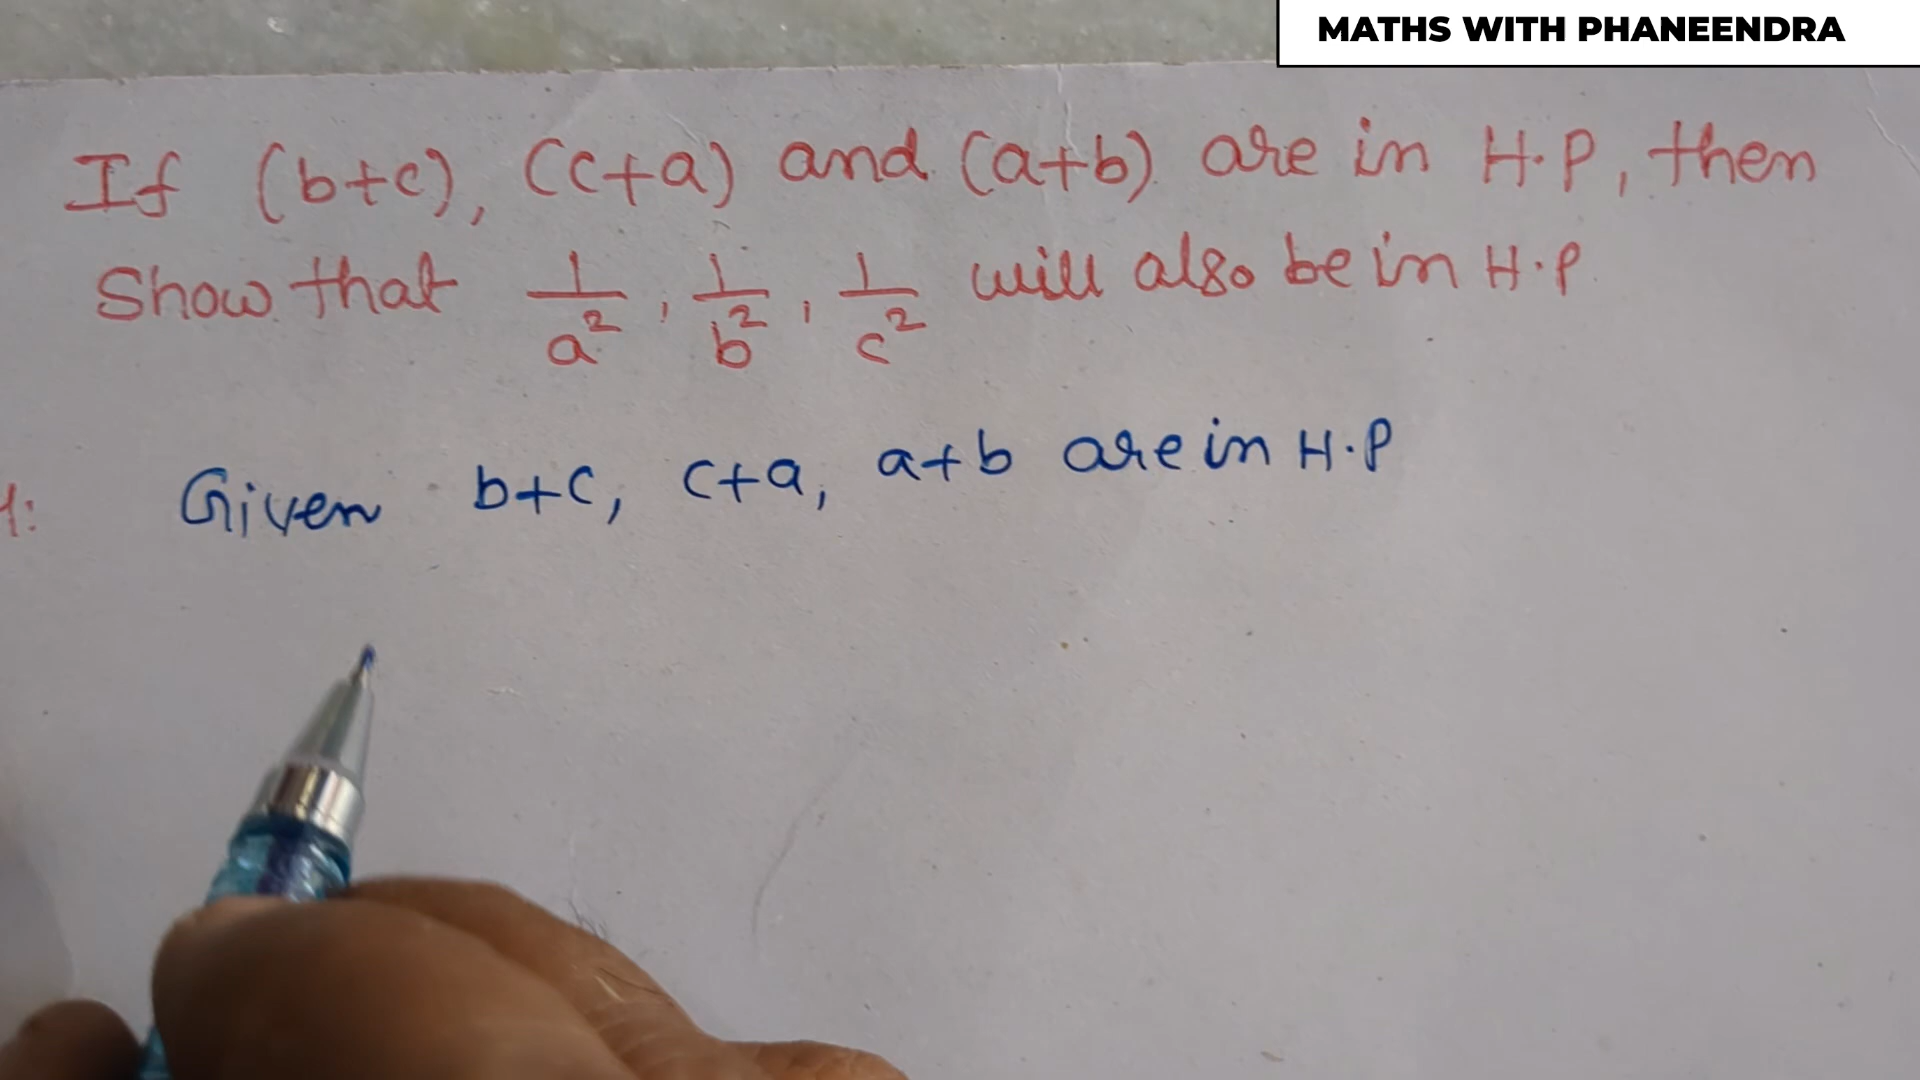 MATHS WITH PHANEENDRA
If (b+c), (c+a) and (a+b) are in H.P, then
Show that 1/a², 1/b², 1/c² will also be in H.P.
Given b+c, c+a, a+b are in H.P